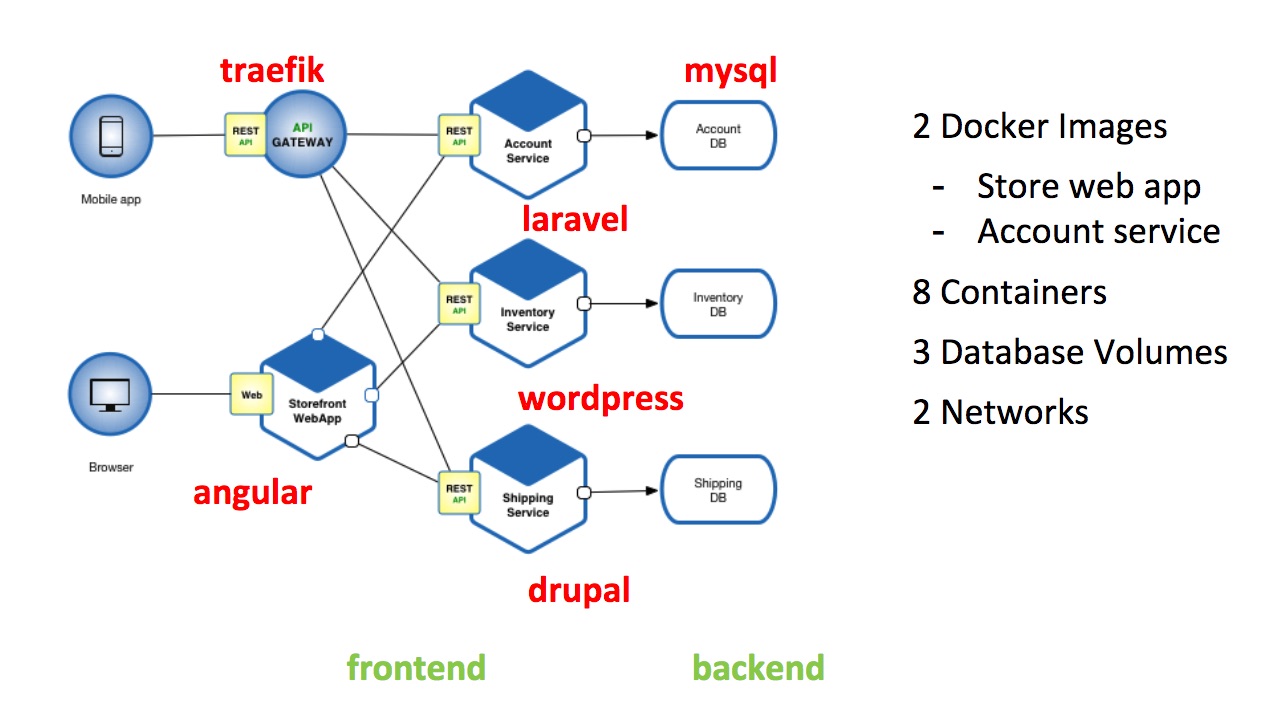 traefik
mysql
REST
API
API
GATEWAY
REST
API
Account
Service
Account
DB
Mobile app
laravel
REST
API
Inventory
Service
Inventory
DB
Web
Storefront
WebApp
wordpress
Browser
angular
REST
API
Shipping
Service
Shipping
DB
drupal
frontend
backend
2 Docker Images
- Store web app
- Account service
8 Containers
3 Database Volumes
2 Networks